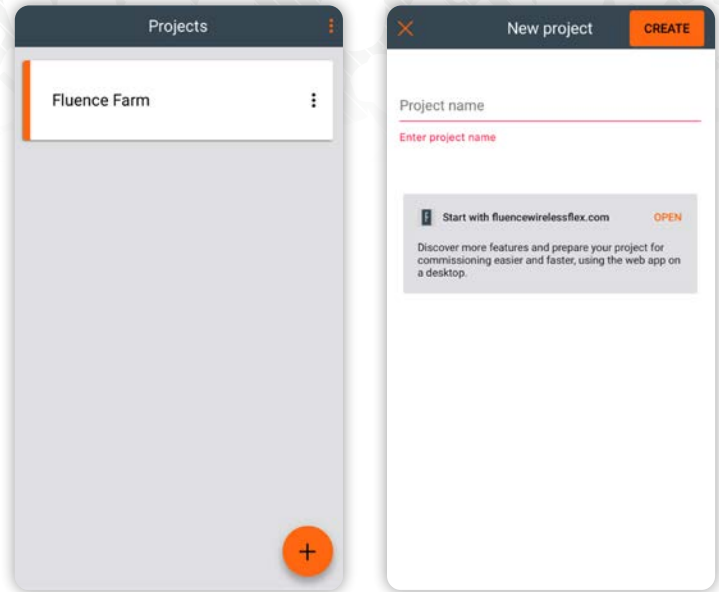 Projects
Fluence Farm
New project
CREATE
Project name
Enter project name
Start with fluencewirelessflex.com
OPEN
Discover more features and prepare your project for
commissioning easier and faster, using the web app on
a desktop.